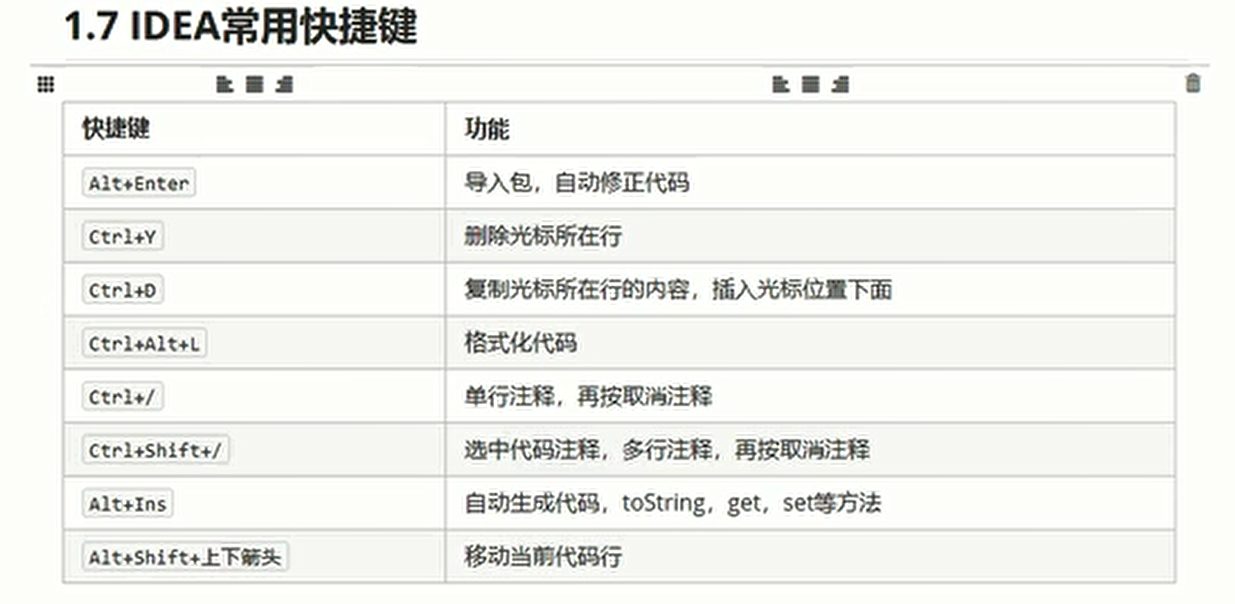 1.7 IDEA常用快捷键
快捷键 功能
Alt+Enter 导入包，自动修正代码
Ctrl+Y 删除光标所在行
Ctrl+D 复制光标所在行的内容，插入光标位置下面
Ctrl+Alt+L 格式化代码
Ctrl+/ 单行注释，再按取消注释
Ctrl+Shift+/ 选中代码注释，多行注释，再按取消注释
Alt+Ins 自动生成代码，toString，get，set等方法
Alt+Shift+上下箭头 移动当前代码行